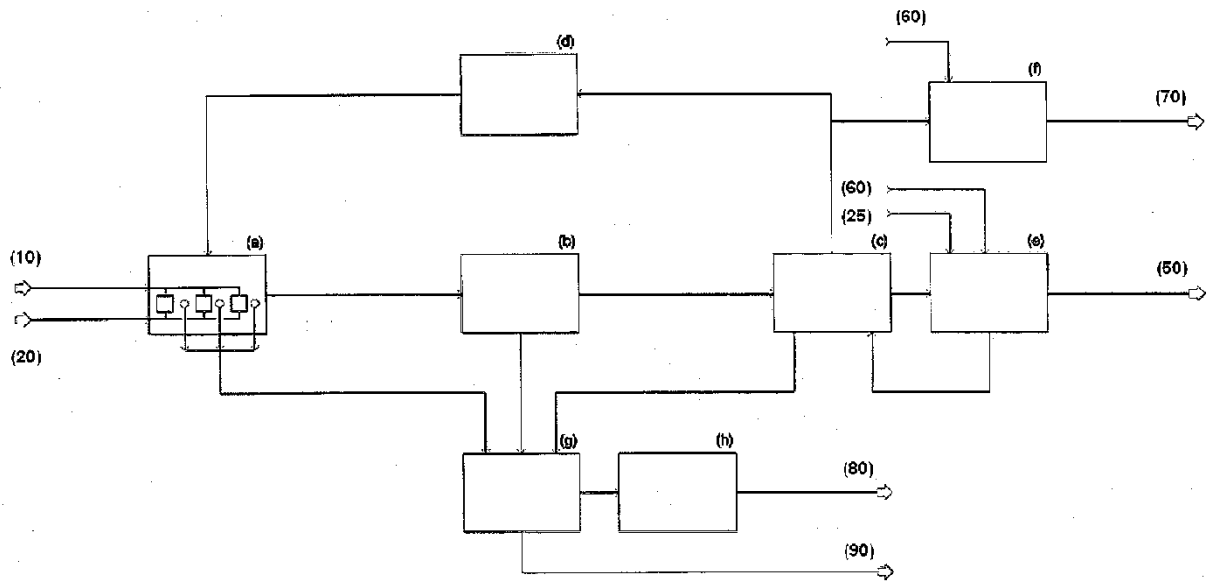 (60)
(d)
(f)
(70)
(60)
(25)
(a)
(b)
(c)
(e)
(10)
(50)
(20)
(g)
(h)
(80)
(90)